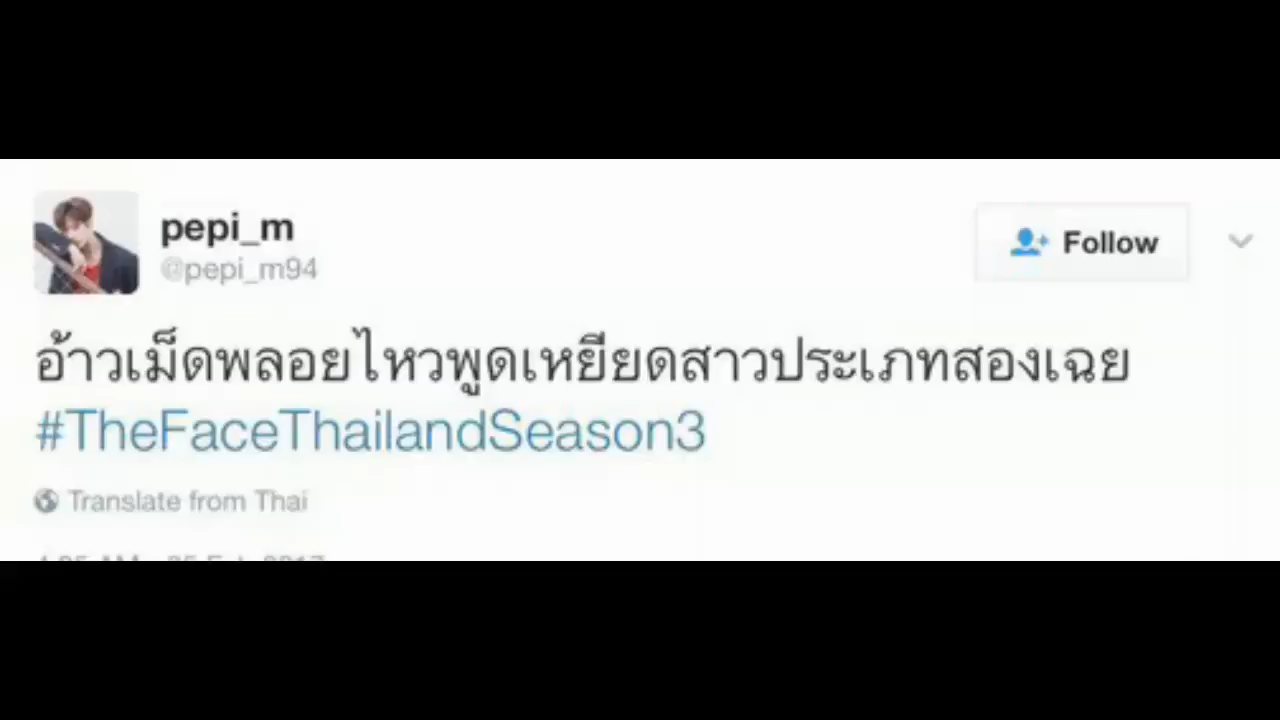 pepi_m
@pepi_m94
Follow
อ้าวเม็ดพลอยไหวพูดเหยียดสาวประเภทสองเฉย
#TheFaceThailandSeason3
Translate from Thai